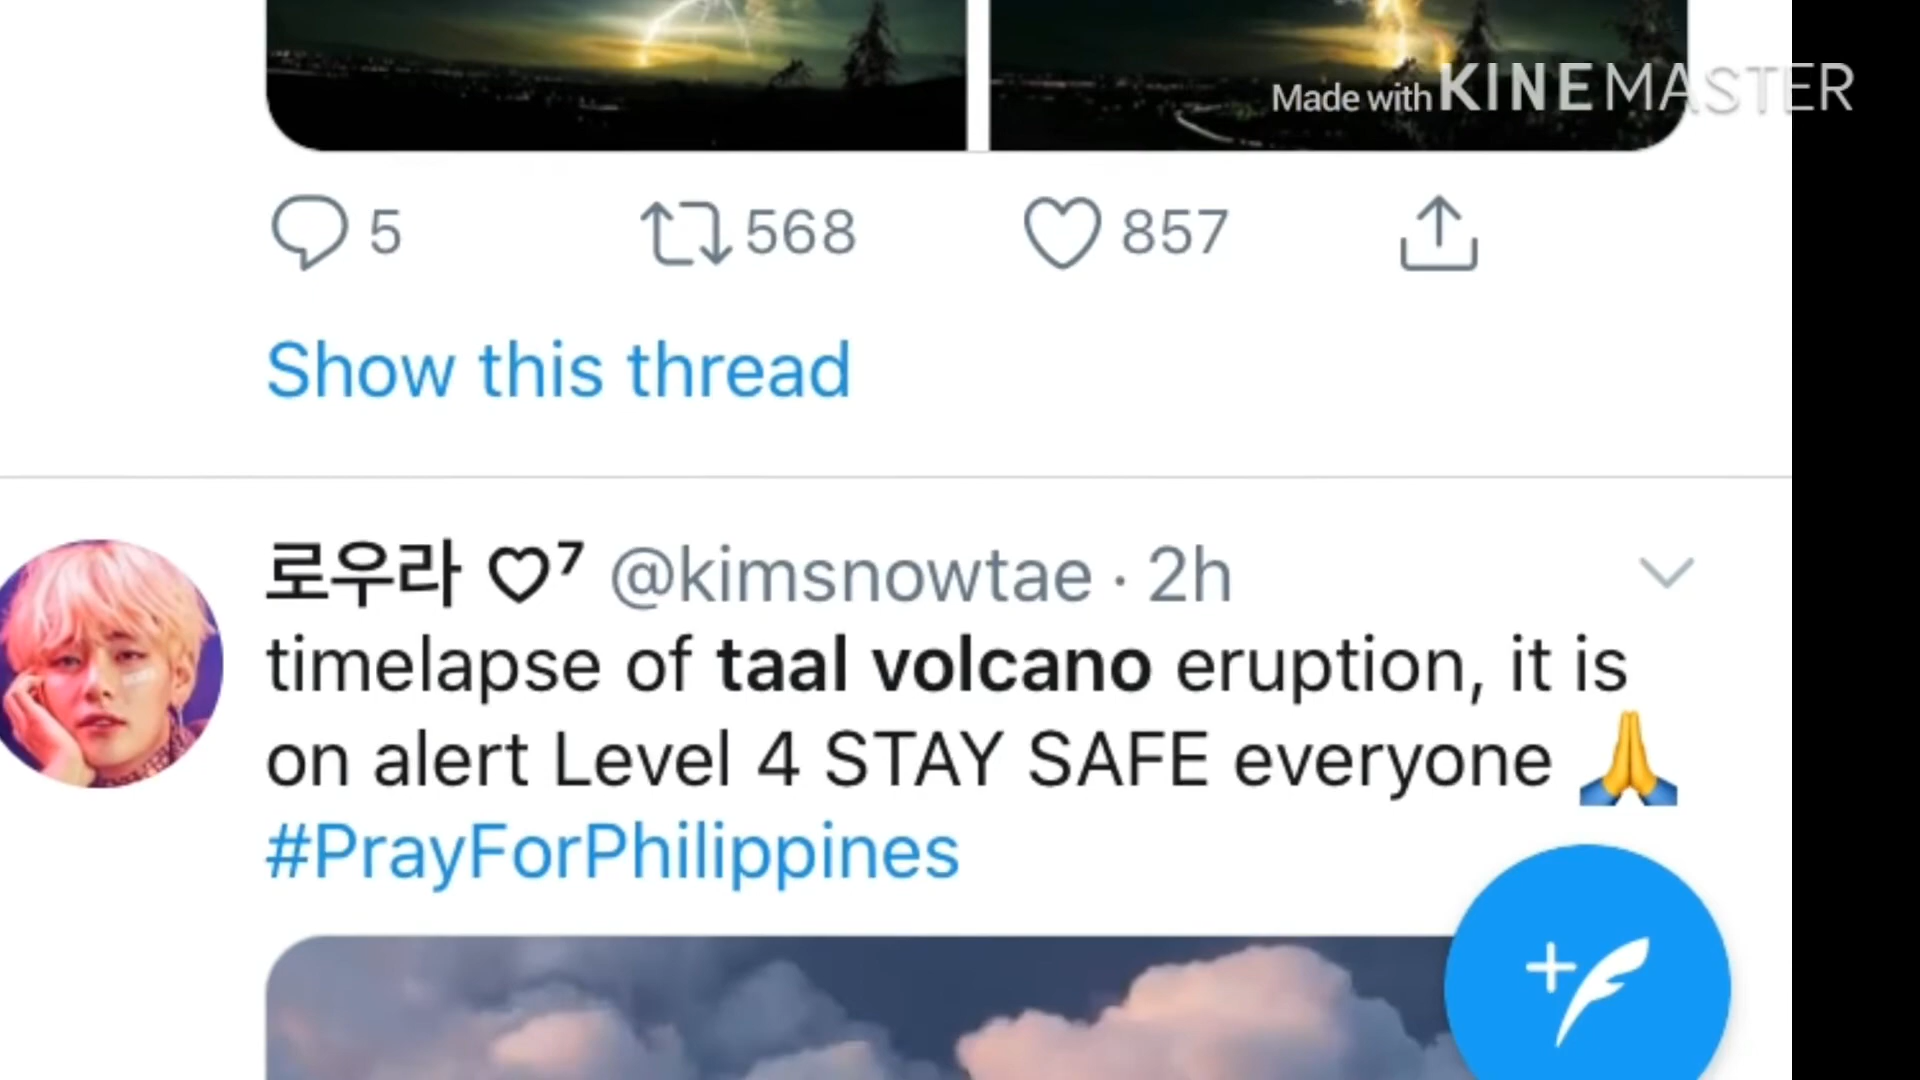 Made with KINEMASTER
5 568 857
Show this thread
로우라 ♡⁷ @kimsnowtae · 2h
timelapse of taal volcano eruption, it is
on alert Level 4 STAY SAFE everyone 🙏
#PrayForPhilippines